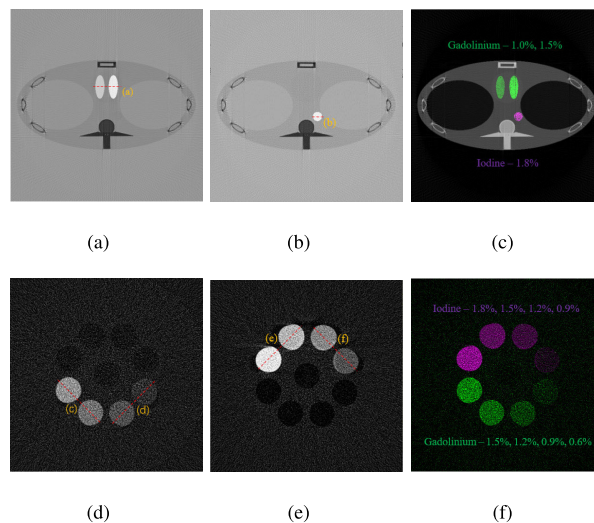 (a)
(b)
Gadolinium – 1.0%, 1.5%
Iodine – 1.8%
(a)
(b)
(c)
(c)
(d)
(e)
(f)
Iodine – 1.8%, 1.5%, 1.2%, 0.9%
Gadolinium – 1.5%, 1.2%, 0.9%, 0.6%
(d)
(e)
(f)